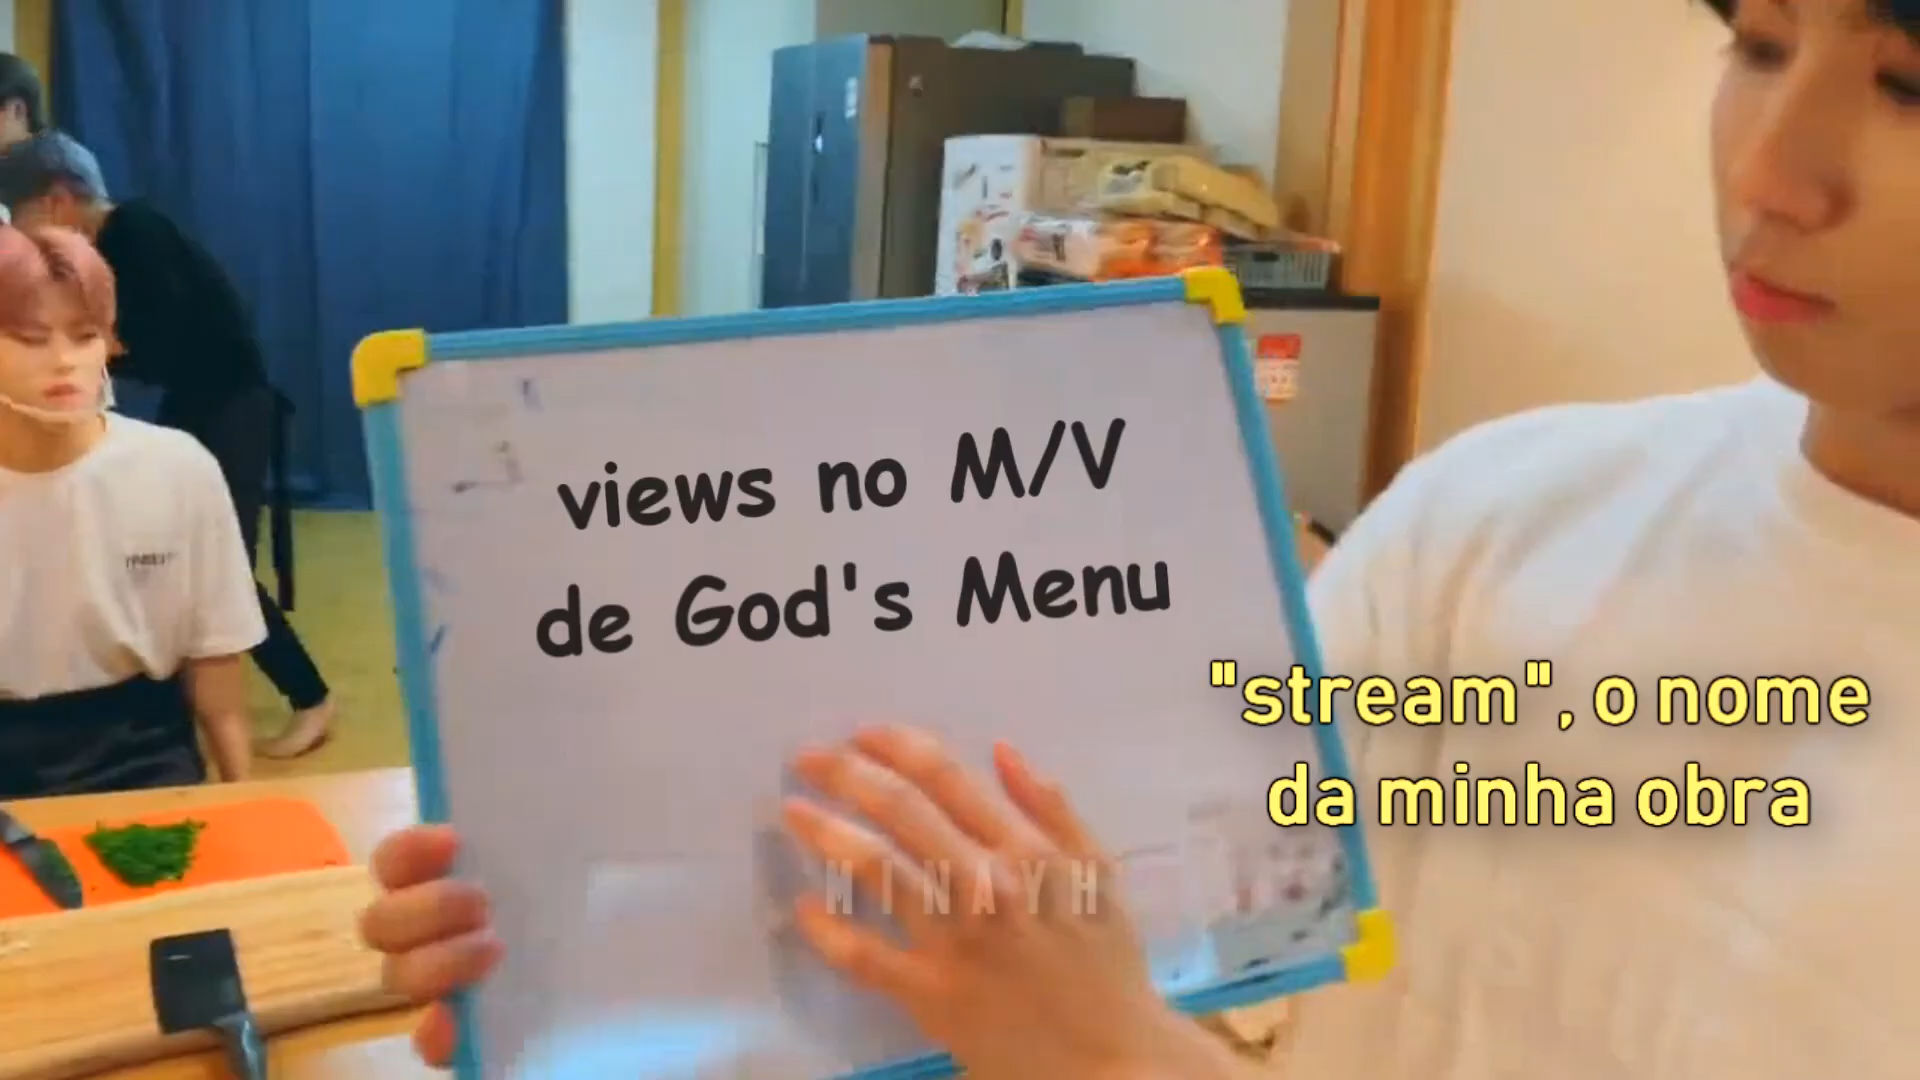 views no M/V
de God's Menu
"stream", o nome
da minha obra
MINAYH